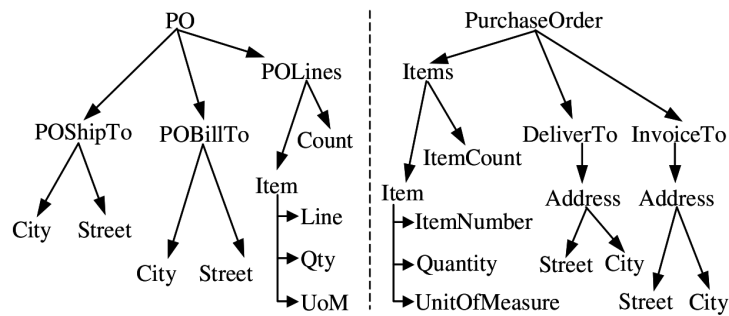 PO
POLines
POShipTo
POBillTo
Count
Item
City
Street
Line
City
Street
Qty
UoM
PurchaseOrder
Items
DeliverTo
InvoiceTo
ItemCount
Item
Address
Address
ItemNumber
Street
City
Quantity
UnitOfMeasure
Street
City